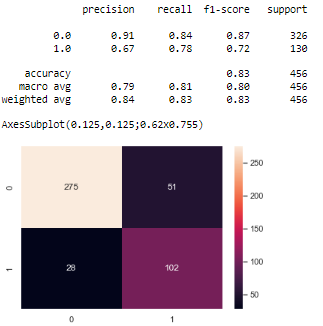 precision recall f1-score support
0.0 0.91 0.84 0.87 326
1.0 0.67 0.78 0.72 130
accuracy 0.83 456
macro avg 0.79 0.81 0.80 456
weighted avg 0.84 0.83 0.83 456
AxesSubplot(0.125,0.125;0.62x0.755)
250
0 275 51
200
150
1 28 102 100
50
0 1